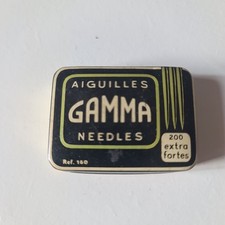 AIGUILLES
GAMMA
NEEDLES
200
extra
fortes
Ref. 160